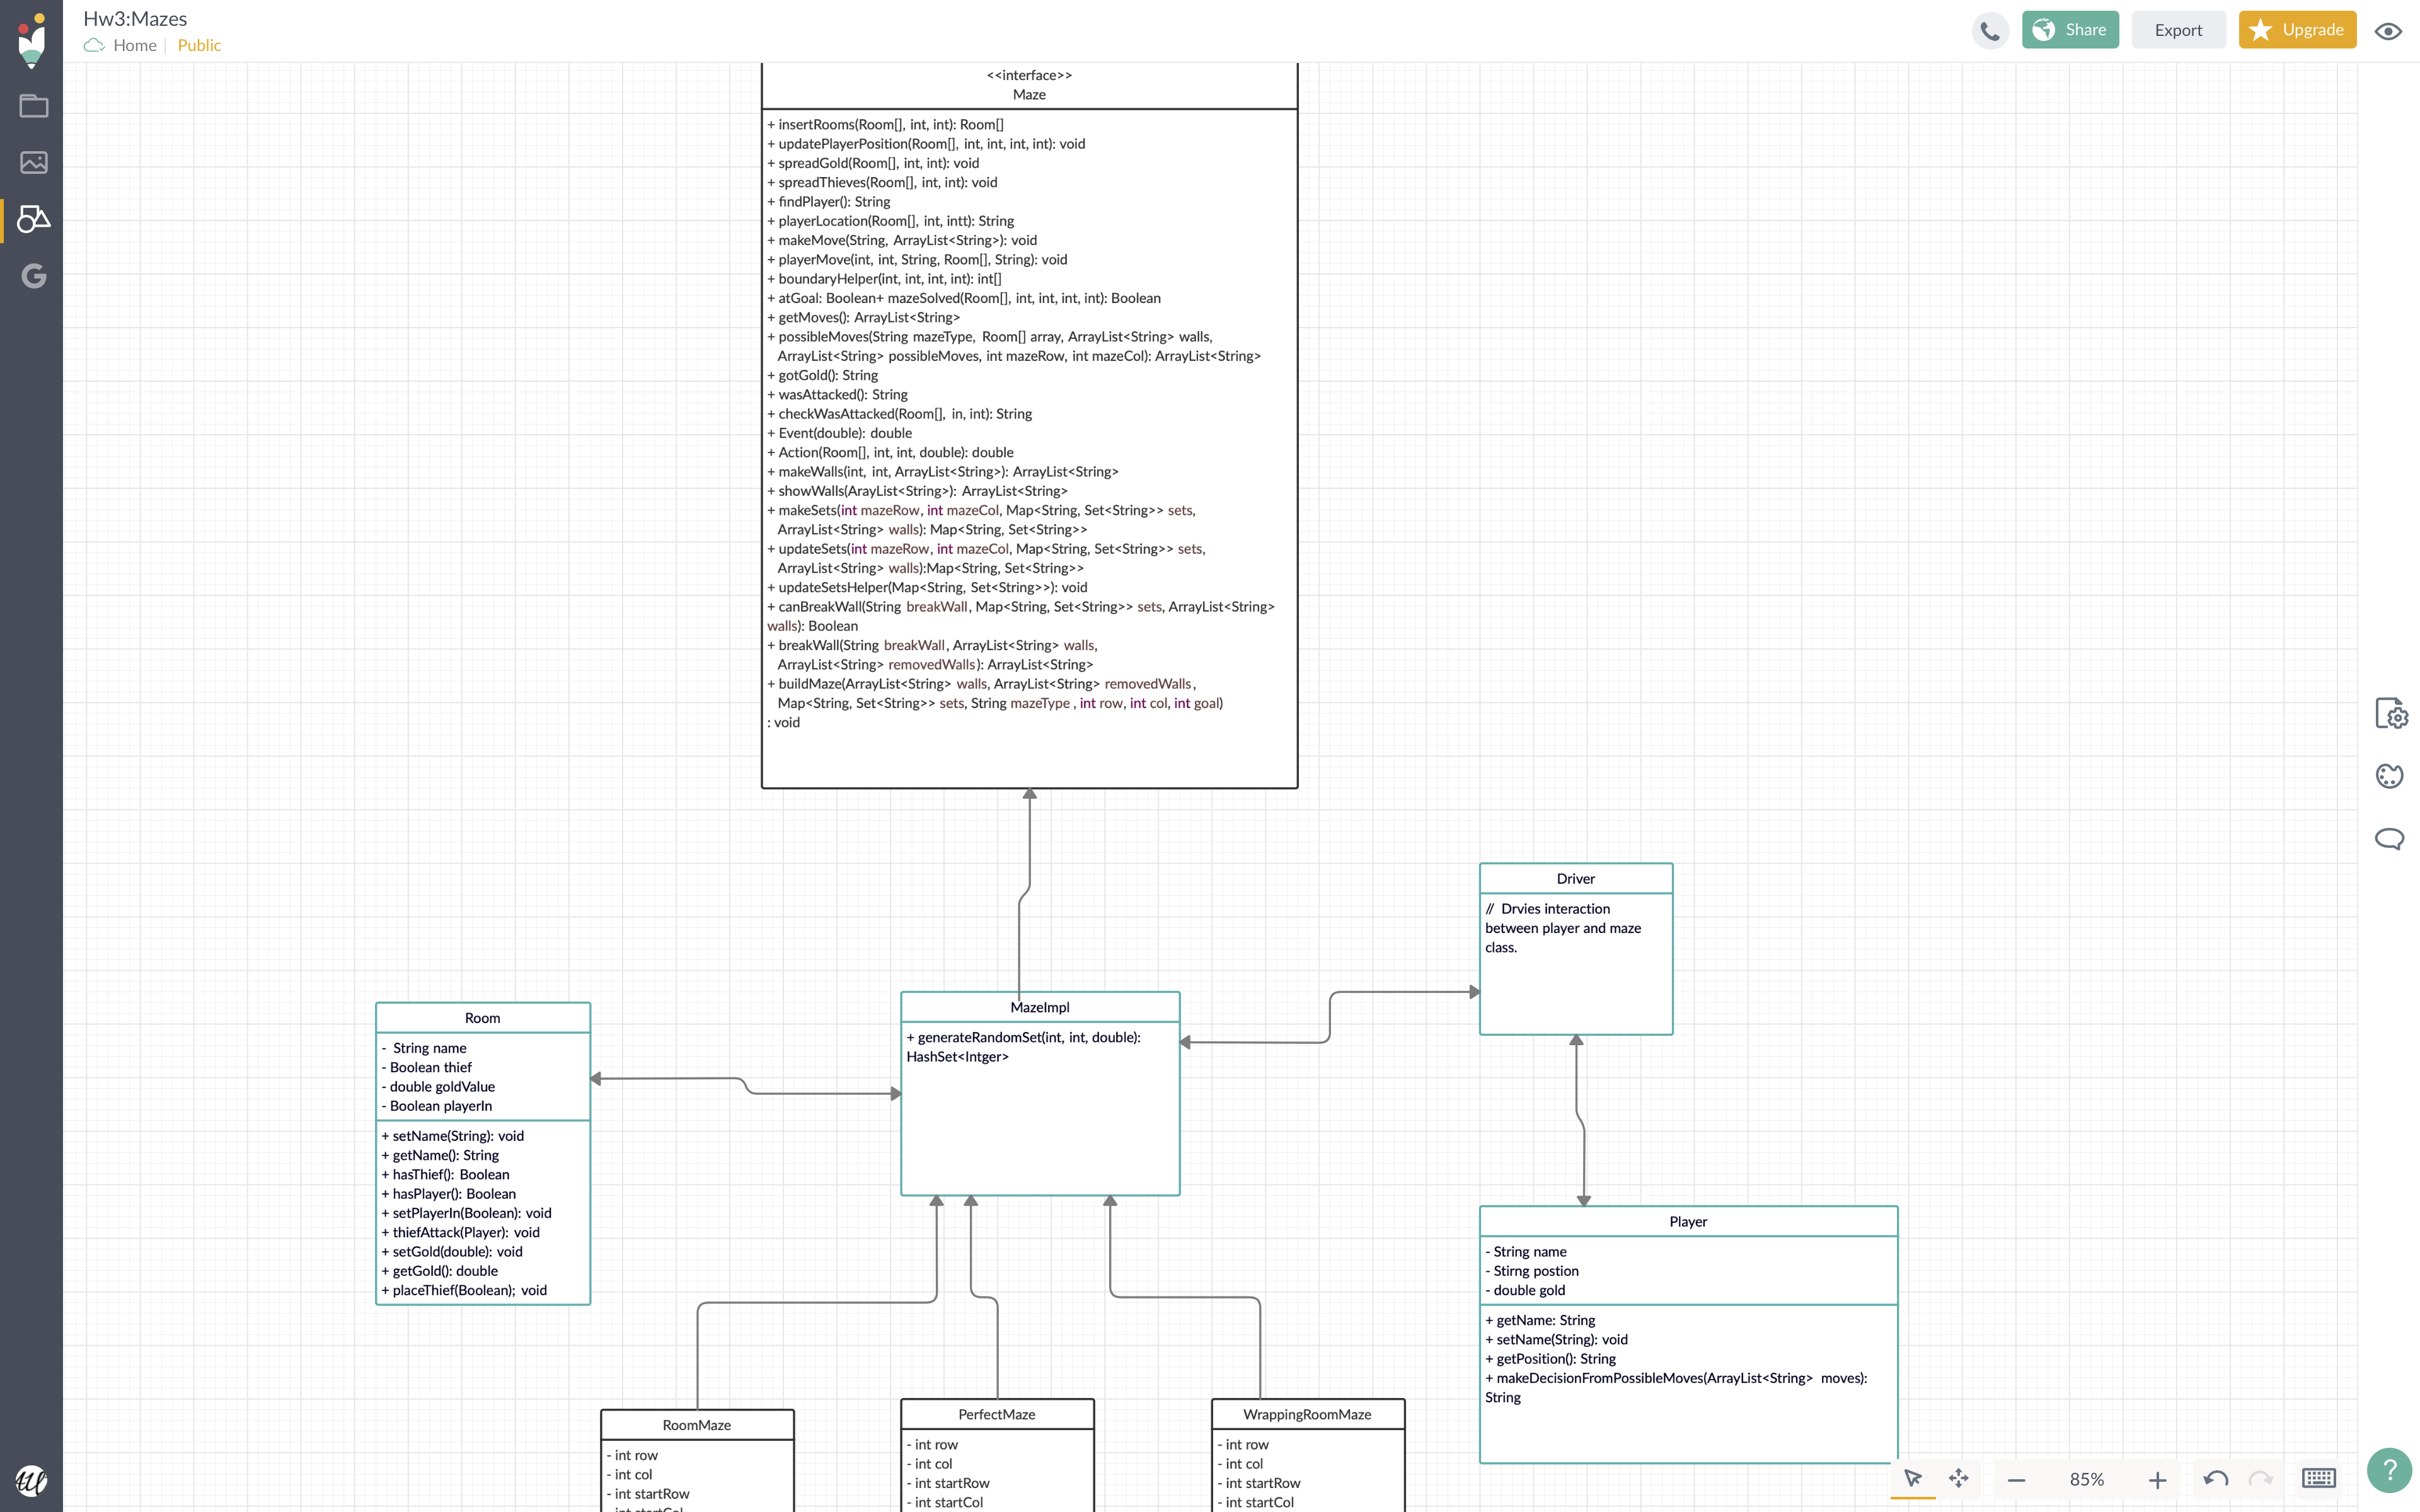 Hw3:Mazes
Home
Public
Share
Export
Upgrade
<<interface>>
Maze
+ insertRooms(Room[], int, int): Room[]
+ updatePlayerPosition(Room[], int, int, int, int): void
+ spreadGold(Room[], int, int): void
+ spreadThieves(Room[], int, int): void
+ findPlayer(): String
+ playerLocation(Room[], int, intt): String
+ makeMove(String, ArrayList<String>): void
+ playerMove(int, int, String, Room[], String): void
+ boundaryHelper(int, int, int, int): int[]
+ atGoal: Boolean+ mazeSolved(Room[], int, int, int, int): Boolean
+ getMoves(): ArrayList<String>
+ possibleMoves(String mazeType, Room[] array, ArrayList<String> walls,
ArrayList<String> possibleMoves, int mazeRow, int mazeCol): ArrayList<String>
+ gotGold(): String
+ wasAttacked(): String
+ checkWasAttacked(Room[], in, int): String
+ Event(double): double
+ Action(Room[], int, int, double): double
+ makeWalls(int, int, ArrayList<String>): ArrayList<String>
+ showWalls(ArayList<String>): ArrayList<String>
+ makeSets(int mazeRow, int mazeCol, Map<String, Set<String>> sets,
ArrayList<String> walls): Map<String, Set<String>>
+ updateSets(int mazeRow, int mazeCol, Map<String, Set<String>> sets,
ArrayList<String> walls):Map<String, Set<String>>
+ updateSetsHelper(Map<String, Set<String>>): void
+ canBreakWall(String breakWall, Map<String, Set<String>> sets, ArrayList<String>
walls): Boolean
+ breakWall(String breakWall, ArrayList<String> walls,
ArrayList<String> removedWalls): ArrayList<String>
+ buildMaze(ArrayList<String> walls, ArrayList<String> removedWalls,
Map<String, Set<String>> sets, String mazeType , int row, int col, int goal)
: void
Driver
// Drvies interaction
between player and maze
class.
Room
- String name
- Boolean thief
- double goldValue
- Boolean playerIn
+ setName(String): void
+ getName(): String
+ hasThief(): Boolean
+ hasPlayer(): Boolean
+ setPlayerIn(Boolean): void
+ thiefAttack(Player): void
+ setGold(double): void
+ getGold(): double
+ placeThief(Boolean); void
MazeImpl
+ generateRandomSet(int, int, double):
HashSet<Intger>
Player
- String name
- Stirng postion
- double gold
+ getName: String
+ setName(String): void
+ getPosition(): String
+ makeDecisionFromPossibleMoves(ArrayList<String> moves):
String
RoomMaze
- int row
- int col
- int startRow
PerfectMaze
- int row
- int col
- int startRow
- int startCol
WrappingRoomMaze
- int row
- int col
- int startRow
- int startCol
85%
?